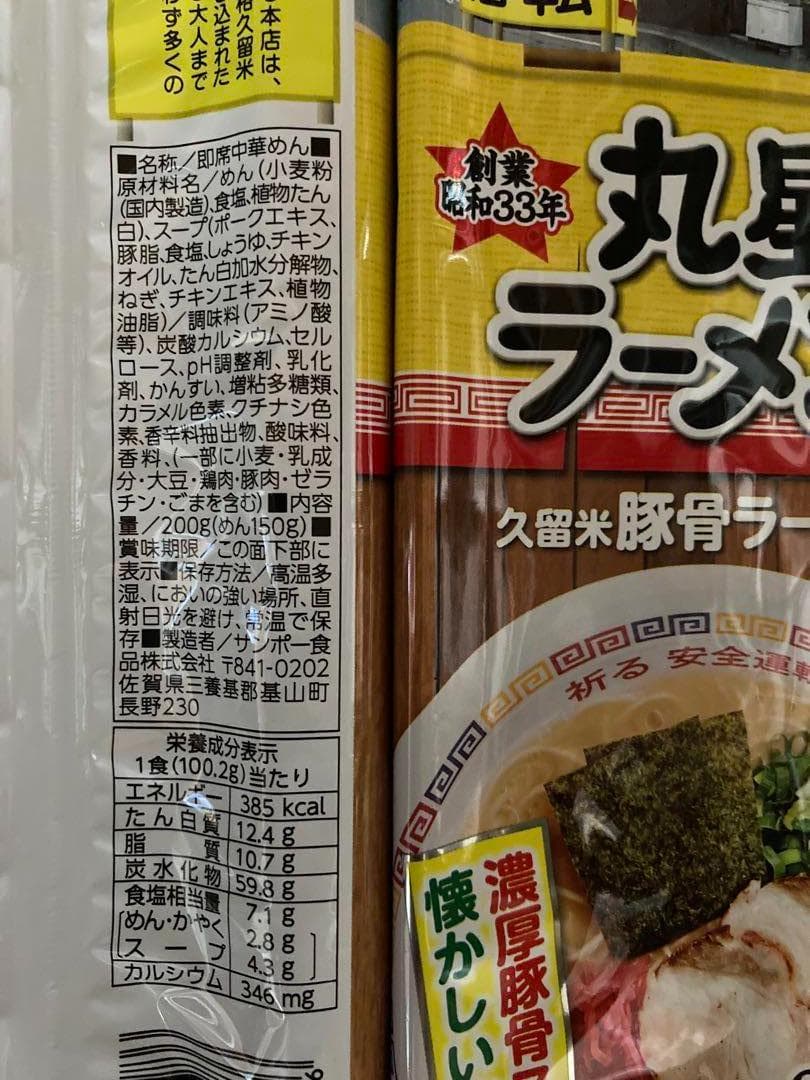 本店は、
久留米
込まれた
大人まで
わず多くの
■名称／即席中華めん■
原材料名／めん(小麦粉
(国内製造)、食塩、植物たん
白)、スープ(ポークエキス、
豚脂、食塩、しょうゆ、チキン
オイル、たん白加水分解物、
ねぎ、チキンエキス、植物
油脂)／調味料(アミノ酸
等)、炭酸カルシウム、セル
ロース、pH調整剤、乳化
剤、かんすい、増粘多糖類、
カラメル色素、クチナシ色
素、香辛料抽出物、酸味料、
香料、(一部に小麦・乳成
分・大豆・鶏肉・豚肉・ゼラ
チン・ごまを含む)■内容
量／200g(めん150g)■
賞味期限／この面下部に
表示■保存方法／高温多
湿、においの強い場所、直
射日光を避け、常温で保
存■製造者／サンポー食
品株式会社 〒841-0202
佐賀県三養基郡基山町
長野230
栄養成分表示
1食(100.2g)当たり
エネルギー 385 kcal
たん白質 12.4 g
脂質 10.7 g
炭水化物 59.8 g
食塩相当量 7.1 g
[めん・かやく 2.8 g
スープ 4.3 g]
カルシウム 346 mg
転
創業
昭和33年
丸星
ラーメ
久留米 豚骨ラー
祈る 安全運転
濃厚豚骨
懐かしい